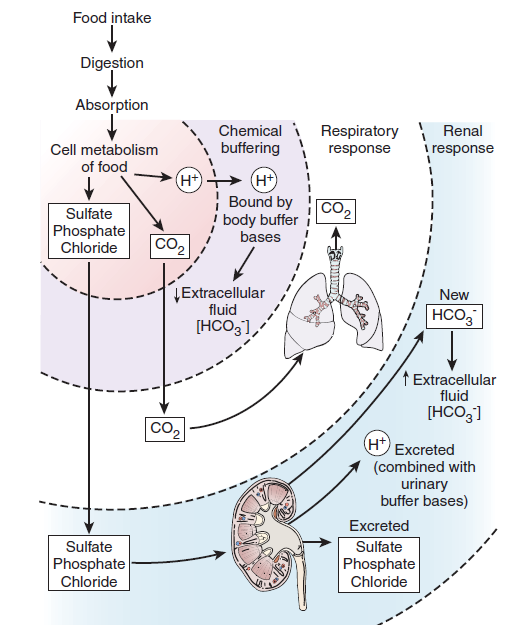 Food intake
Digestion
Absorption
Cell metabolism
of food
H+
Sulfate
Phosphate
Chloride
CO2
Chemical
buffering
H+
Bound by
body buffer
bases
↓Extracellular
fluid
[HCO3-]
Respiratory
response
CO2
CO2
Renal
response
New
HCO3-
↑Extracellular
fluid
[HCO3-]
H+ Excreted
(combined with
urinary
buffer bases)
Sulfate
Phosphate
Chloride
Excreted
Sulfate
Phosphate
Chloride